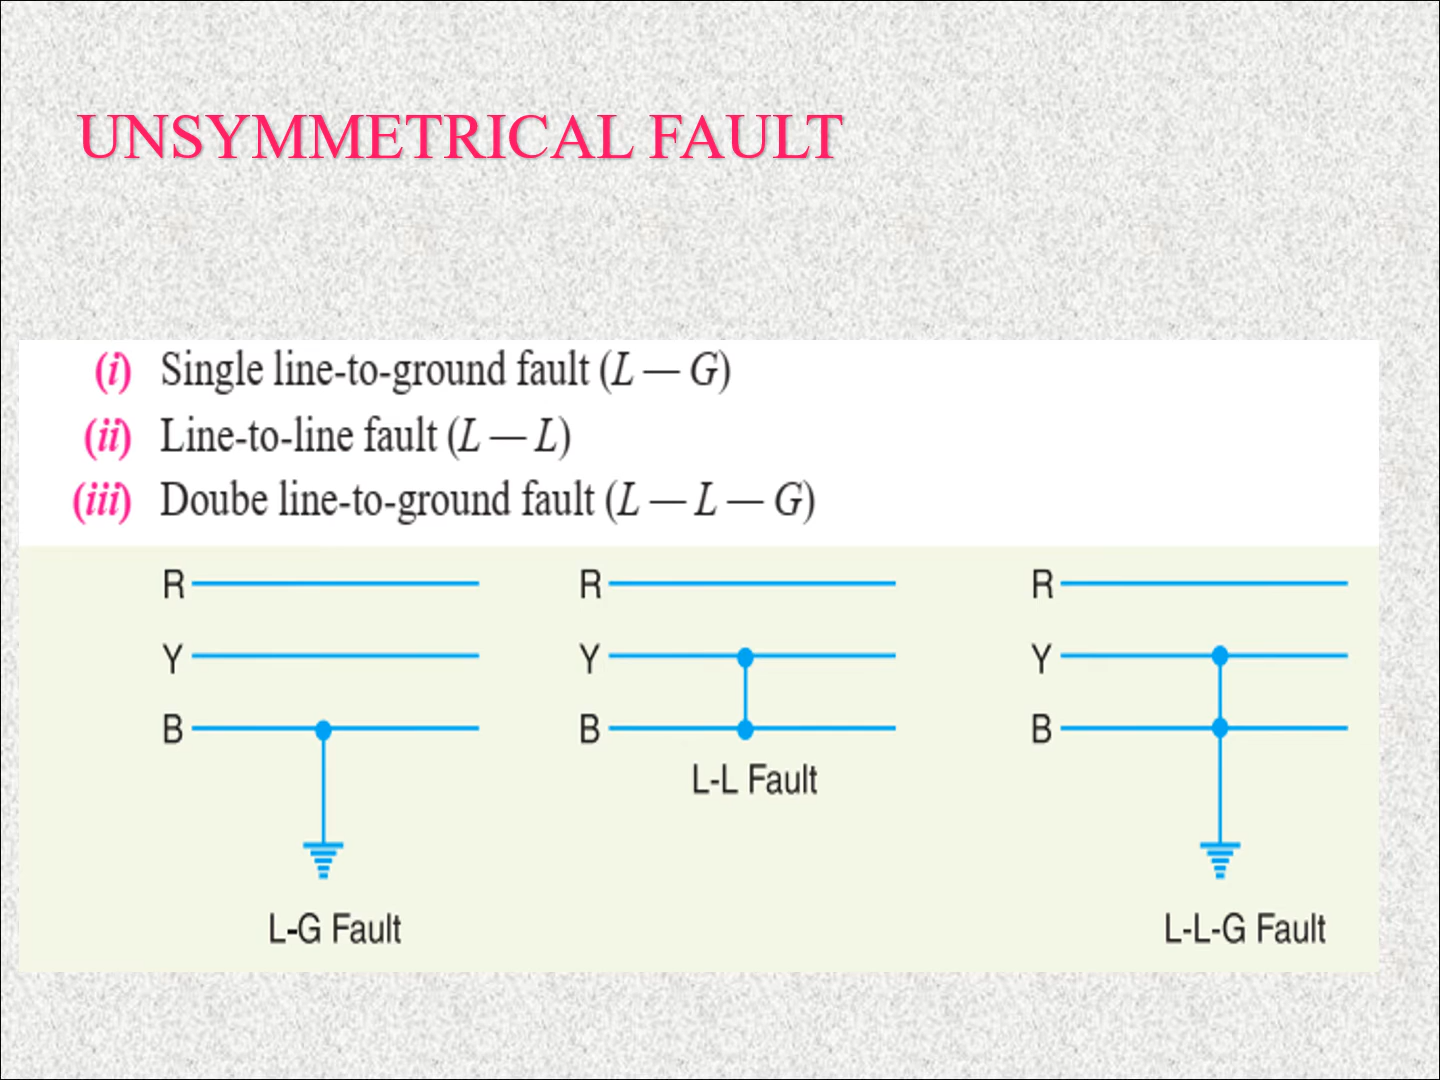 UNSYMMETRICAL FAULT
(i) Single line-to-ground fault (L — G)
(ii) Line-to-line fault (L — L)
(iii) Doube line-to-ground fault (L — L — G)
R R R
Y Y Y
B B B
L-L Fault
L-G Fault L-L-G Fault